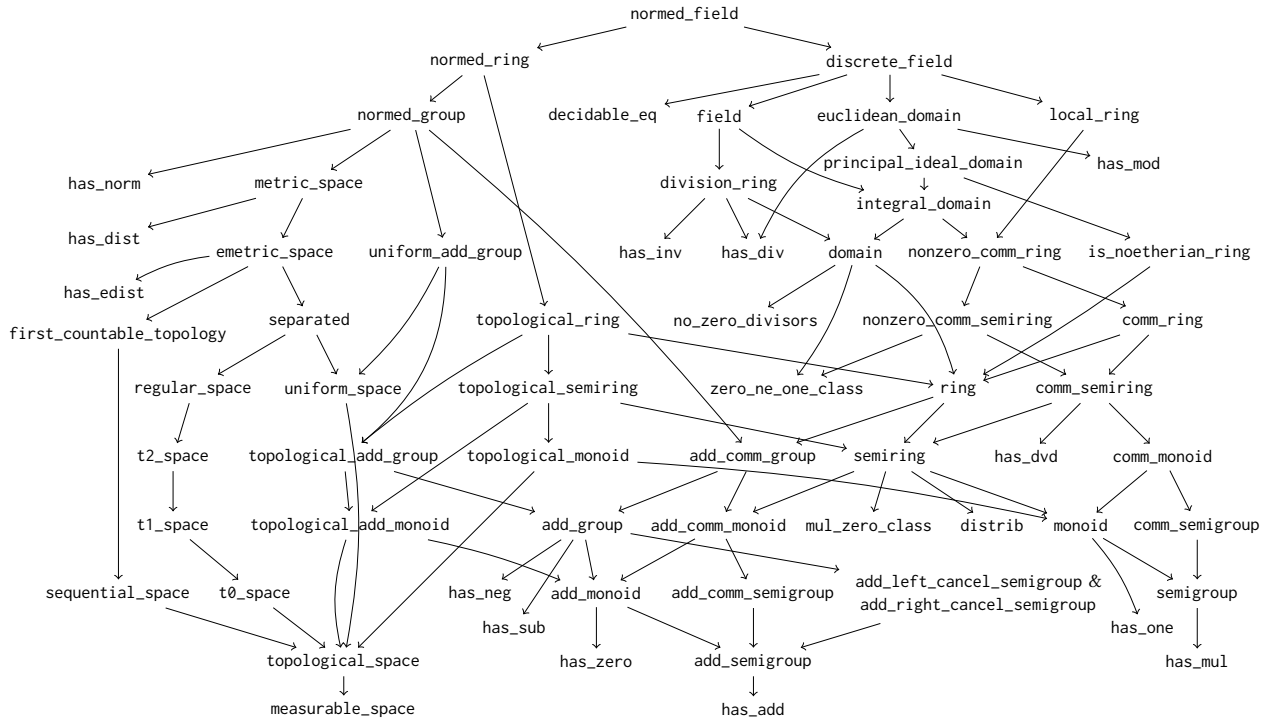 normed_field
normed_ring
discrete_field
normed_group
decidable_eq
field
euclidean_domain
local_ring
principal_ideal_domain
has_mod
has_norm
metric_space
division_ring
integral_domain
has_dist
emetric_space
uniform_add_group
has_inv
has_div
domain
nonzero_comm_ring
is_noetherian_ring
has_edist
first_countable_topology
separated
topological_ring
no_zero_divisors
nonzero_comm_semiring
comm_ring
regular_space
uniform_space
topological_semiring
zero_ne_one_class
ring
comm_semiring
t2_space
topological_add_group
topological_monoid
add_comm_group
semiring
has_dvd
comm_monoid
t1_space
topological_add_monoid
add_group
add_comm_monoid
mul_zero_class
distrib
monoid
comm_semigroup
sequential_space
t0_space
has_neg
add_monoid
add_comm_semigroup
add_left_cancel_semigroup &
add_right_cancel_semigroup
semigroup
has_sub
has_one
topological_space
has_zero
add_semigroup
has_mul
measurable_space
has_add